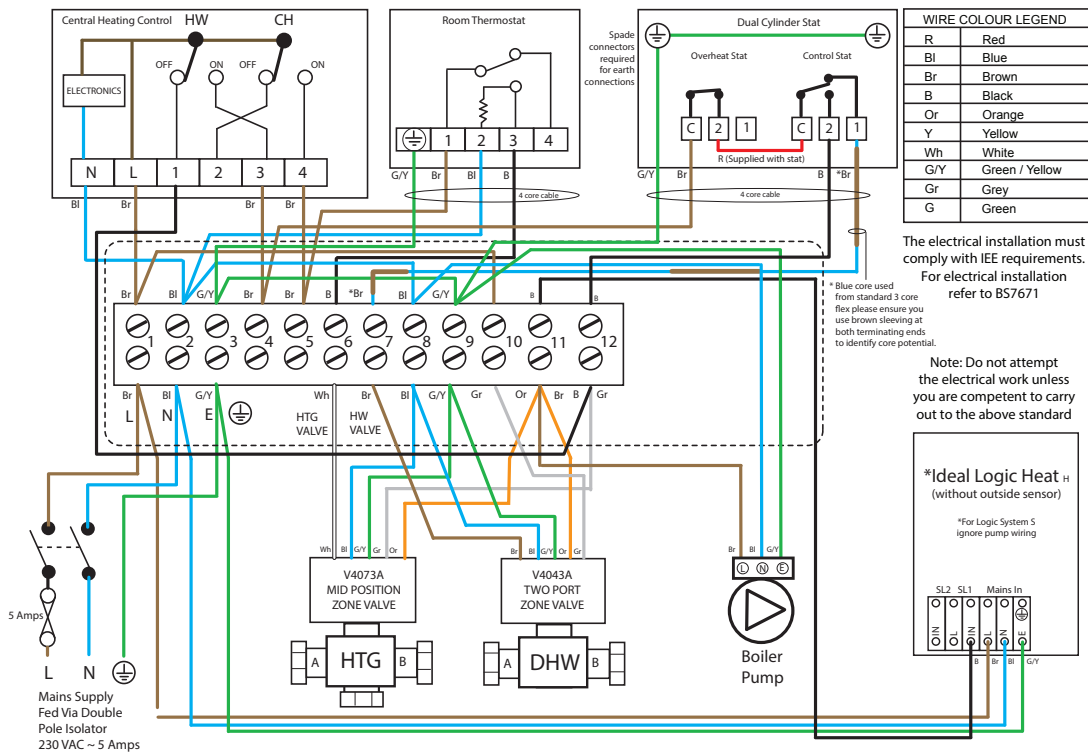 Central Heating Control
HW
CH
OFF
ON
OFF
ON
ELECTRONICS
N
L
1
2
3
4
Bl
Br
Br
Br
Room Thermostat
1
2
3
4
G/Y
Br
Bl
B
4 core cable
Dual Cylinder Stat
Spade
connectors
required
for earth
connections
Overheat Stat
Control Stat
C
2
1
C
2
1
R (Supplied with stat)
G/Y
Br
B
*Br
4 core cable
WIRE COLOUR LEGEND
R Red
Bl Blue
Br Brown
B Black
Or Orange
Y Yellow
Wh White
G/Y Green / Yellow
Gr Grey
G Green
The electrical installation must
comply with IEE requirements.
For electrical installation
refer to BS7671
* Blue core used
from standard 3 core
flex please ensure you
use brown sleeving at
both terminating ends
to identify core potential.
Note: Do not attempt
the electrical work unless
you are competent to carry
out to the above standard
Br
Bl
G/Y
Br
Br
B
*Br
Bl
G/Y
B
B
1
2
3
4
5
6
7
8
9
10
11
12
Br
Bl
G/Y
Wh
Br
Bl
G/Y
Gr
Or
Br
B
Gr
L
N
E
HTG
VALVE
HW
VALVE
Wh
Bl
G/Y
Gr
Or
V4073A
MID POSITION
ZONE VALVE
A
HTG
B
Br
Bl
G/Y
Or
Gr
V4043A
TWO PORT
ZONE VALVE
A
DHW
B
Br
Bl
G/Y
L
N
E
Boiler
Pump
5 Amps
L
N
Mains Supply
Fed Via Double
Pole Isolator
230 VAC ~ 5 Amps
*Ideal Logic Heat H
(without outside sensor)
*For Logic System S
ignore pump wiring
SL2
SL1
Mains In
IN
L
IN
L
N
E
B
Br
Bl
G/Y